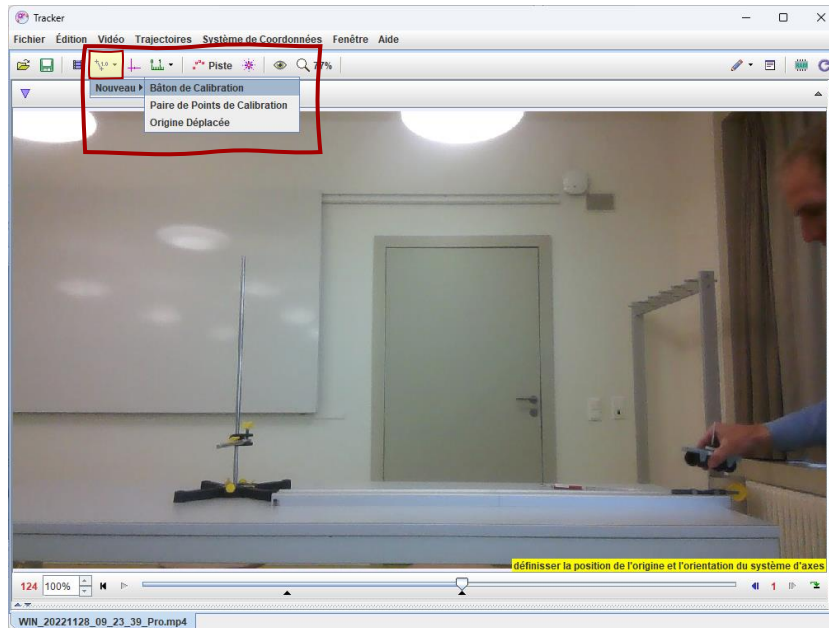 Tracker
Fichier Édition Vidéo Trajectoires Système de Coordonnées Fenêtre Aide
Piste
Nouveau Bâton de Calibration
Paire de Points de Calibration
Origine Déplacée
définisser la position de l'origine et l'orientation du système d'axes
124 100% 1
WIN_20221128_09_23_39_Pro.mp4